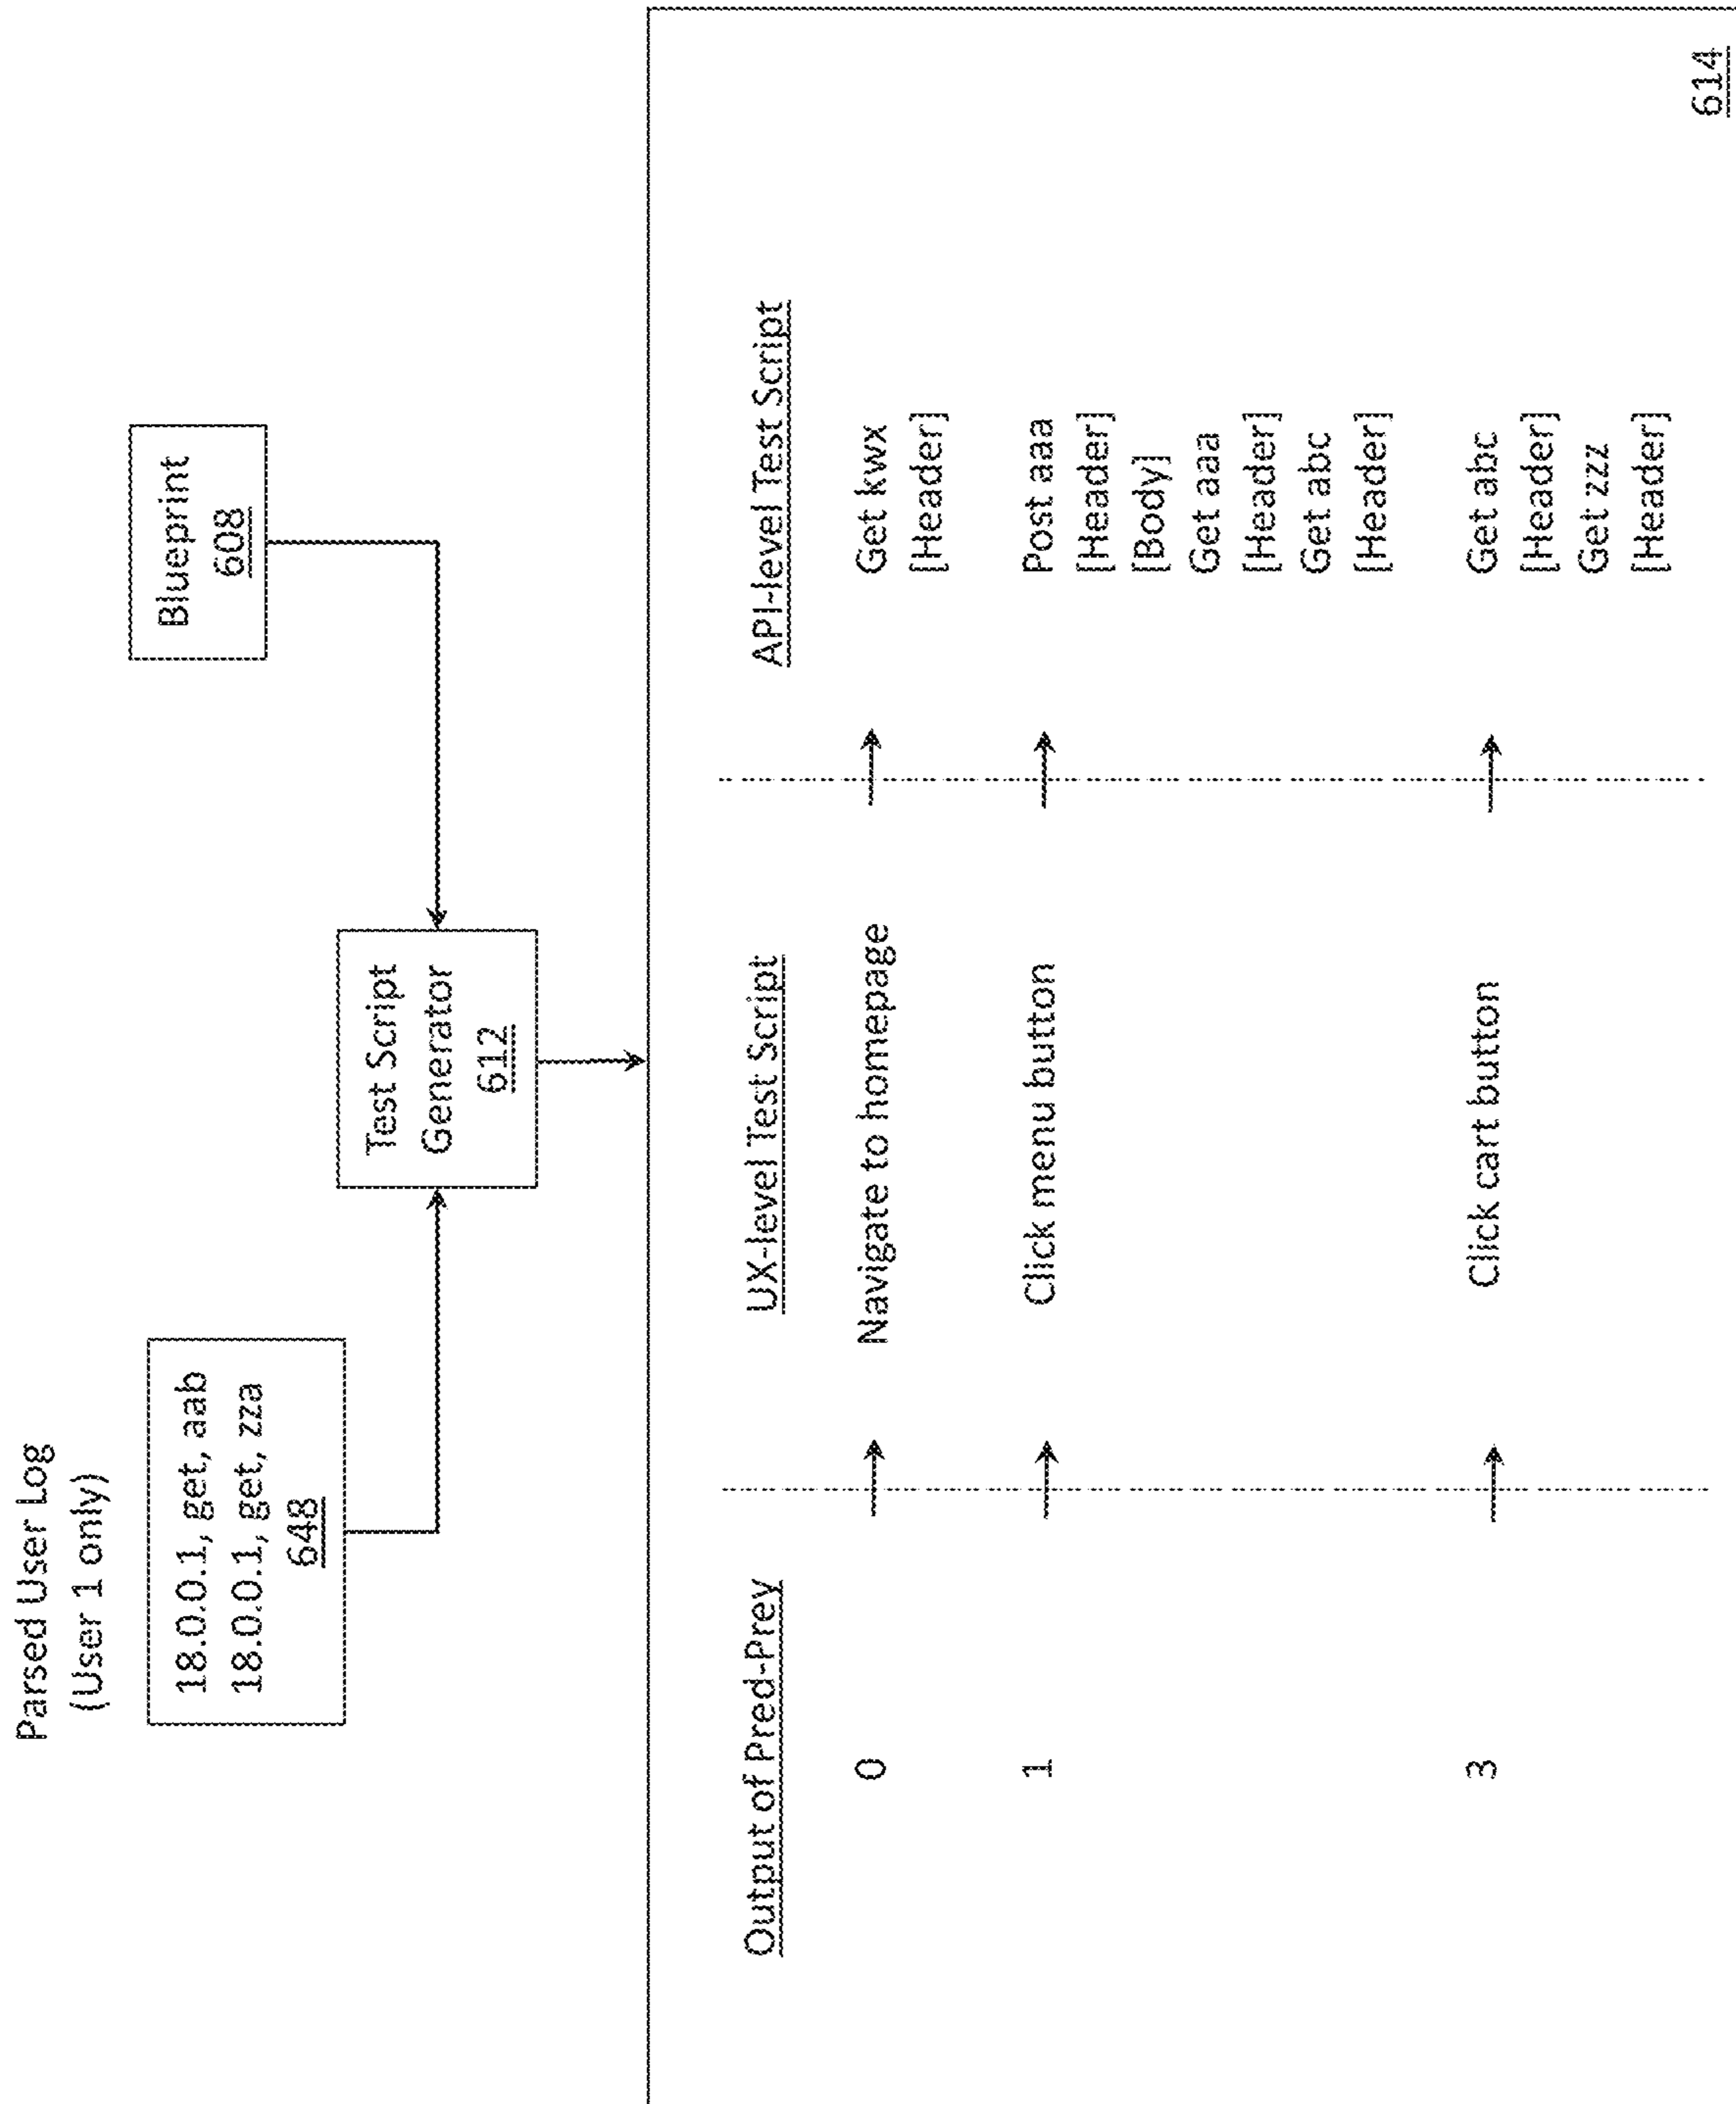 Parsed User Log
(User 1 only)
18.0.0.1, get, aab
18.0.0.1, get, zza
648
Blueprint
608
Test Script
Generator
612
Output of Pred-Prey
UX-level Test Script
API-level Test Script
0
Navigate to homepage
Get kwx
[Header]
1
Click menu button
Post aaa
[Header]
[Body]
Get aaa
[Header]
Get abc
[Header]
3
Click cart button
Get abc
[Header]
Get zzz
[Header]
614